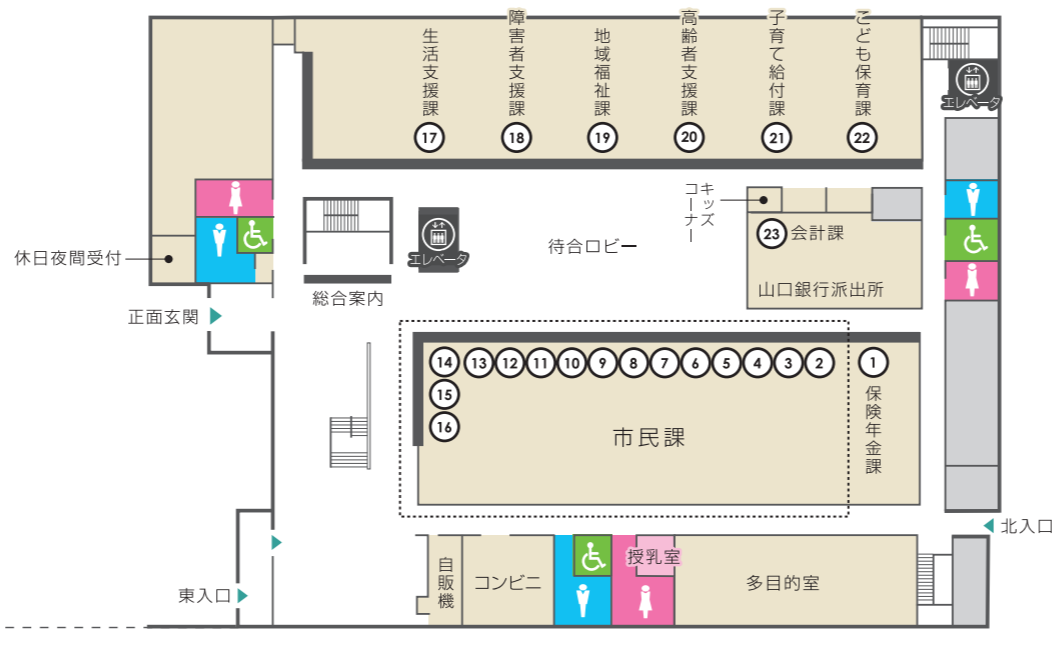 生活支援課
障害者支援課
地域福祉課
高齢者支援課
子育て給付課
こども保育課
17
18
19
20
21
22
エレベータ
キッズ
コーナー
23 会計課
待合ロビー
エレベータ
休日夜間受付
山口銀行派出所
総合案内
正面玄関
14 13 12 11 10 9 8 7 6 5 4 3 2 1
15
16
市民課
保険年金課
北入口
自販機
コンビニ
授乳室
多目的室
東入口